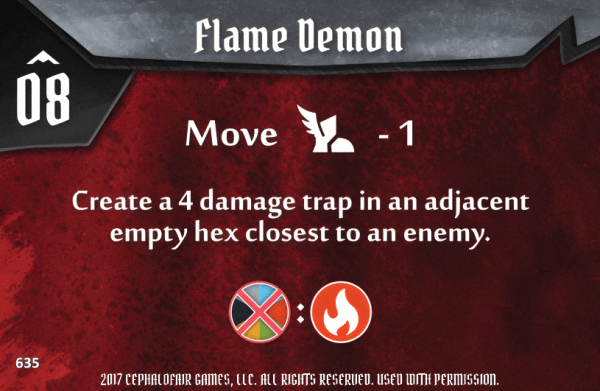 Flame Demon
08
Move - 1
Create a 4 damage trap in an adjacent
empty hex closest to an enemy.
:
635
2017 CEPHALOFAIR GAMES, LLC. ALL RIGHTS RESERVED. USED WITH PERMISSION.